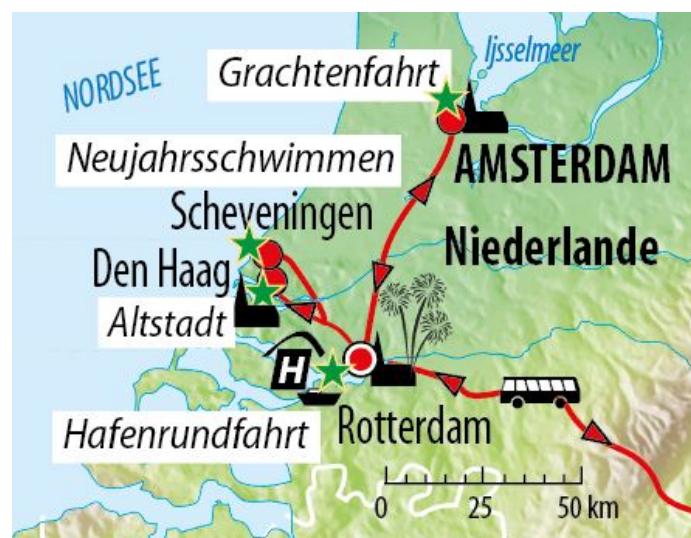 Ijsselmeer
NORDSEE
Grachtenfahrt
Neujahrsschwimmen
AMSTERDAM
Scheveningen
Niederlande
Den Haag
Altstadt
H
Hafenrundfahrt
Rotterdam
0 25 50 km